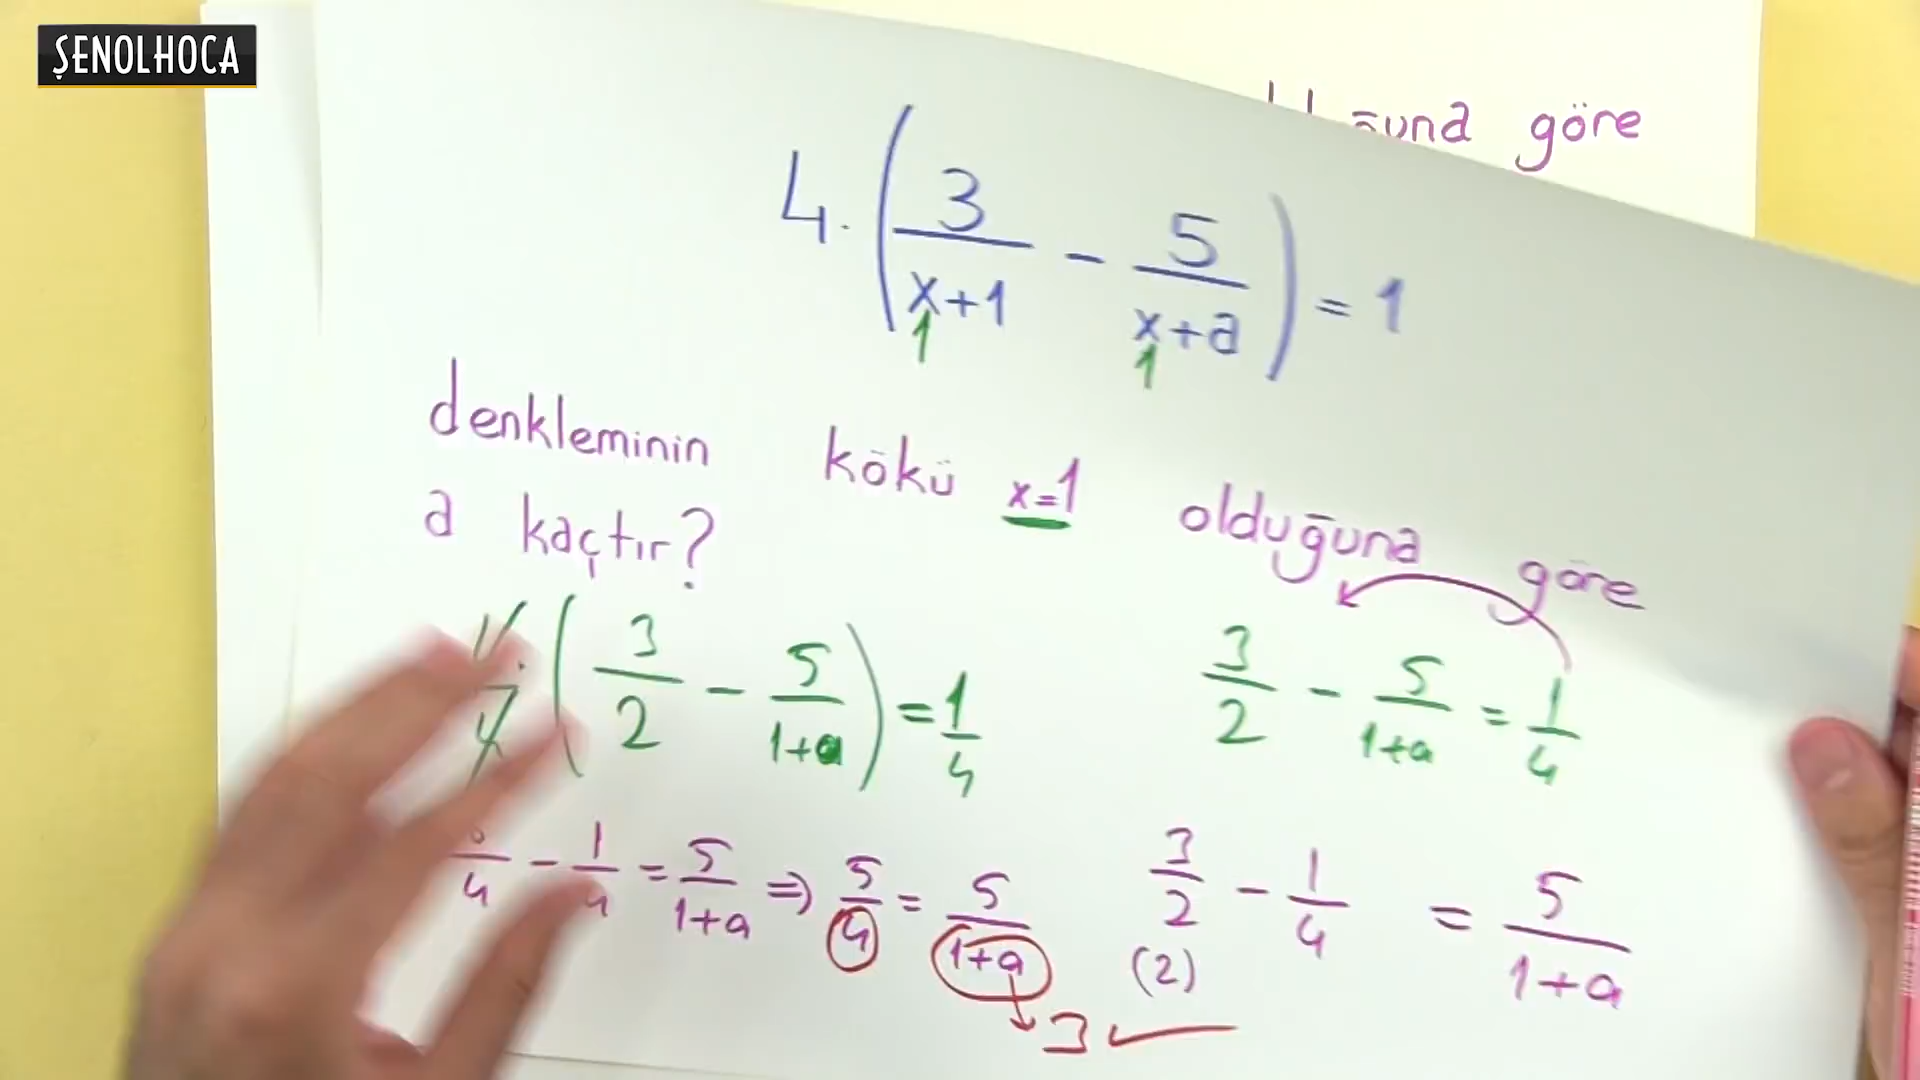 ŞENOLHOCA
göre
4. ( 3/(x+1) - 5/(x+a) ) = 1
1 1
denkleminin kökü x=1 olduğuna göre
a kaçtır?
( 3/2 - 5/(1+a) ) = 1/4
3/2 - 5/(1+a) = 1/4
3/2 - 1/4 = 5/(1+a)
(2)
/4 - 1/4 = 5/(1+a) ⇒ 5/4 = 5/(1+a)
3